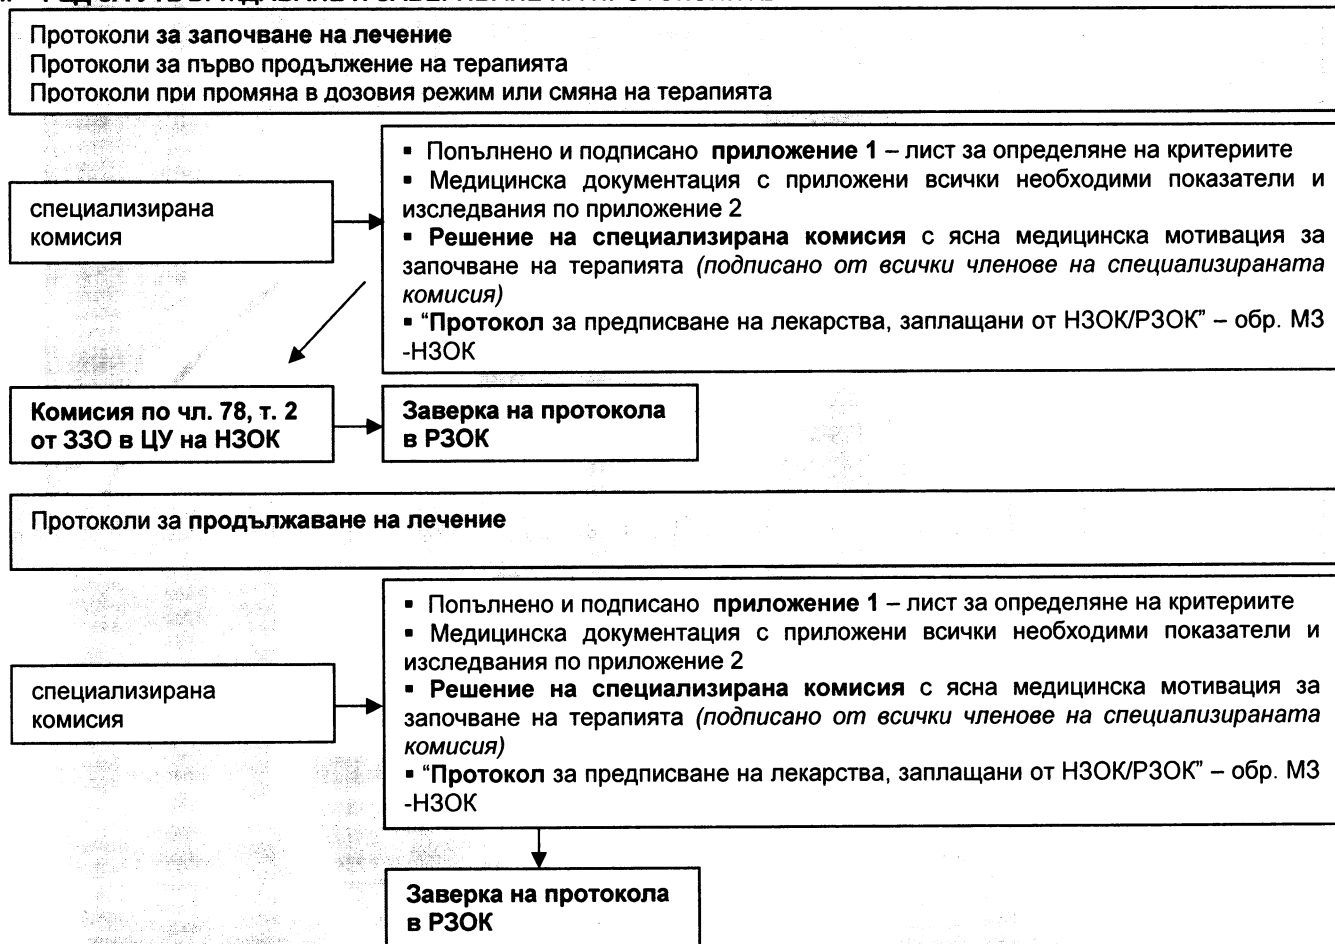 Протоколи за започване на лечение
Протоколи за първо продължение на терапията
Протоколи при промяна в дозовия режим или смяна на терапията
▪ Попълнено и подписано приложение 1 – лист за определяне на критериите
▪ Медицинска документация с приложени всички необходими показатели и
изследвания по приложение 2
▪ Решение на специализирана комисия с ясна медицинска мотивация за
започване на терапията (подписано от всички членове на специализираната
комисия)
▪ “Протокол за предписване на лекарства, заплащани от НЗОК/РЗОК” – обр. МЗ
-НЗОК
специализирана
комисия
Комисия по чл. 78, т. 2
от ЗЗО в ЦУ на НЗОК
Заверка на протокола
в РЗОК
Протоколи за продължаване на лечение
▪ Попълнено и подписано приложение 1 – лист за определяне на критериите
▪ Медицинска документация с приложени всички необходими показатели и
изследвания по приложение 2
▪ Решение на специализирана комисия с ясна медицинска мотивация за
започване на терапията (подписано от всички членове на специализираната
комисия)
▪ “Протокол за предписване на лекарства, заплащани от НЗОК/РЗОК” – обр. МЗ
-НЗОК
специализирана
комисия
Заверка на протокола
в РЗОК